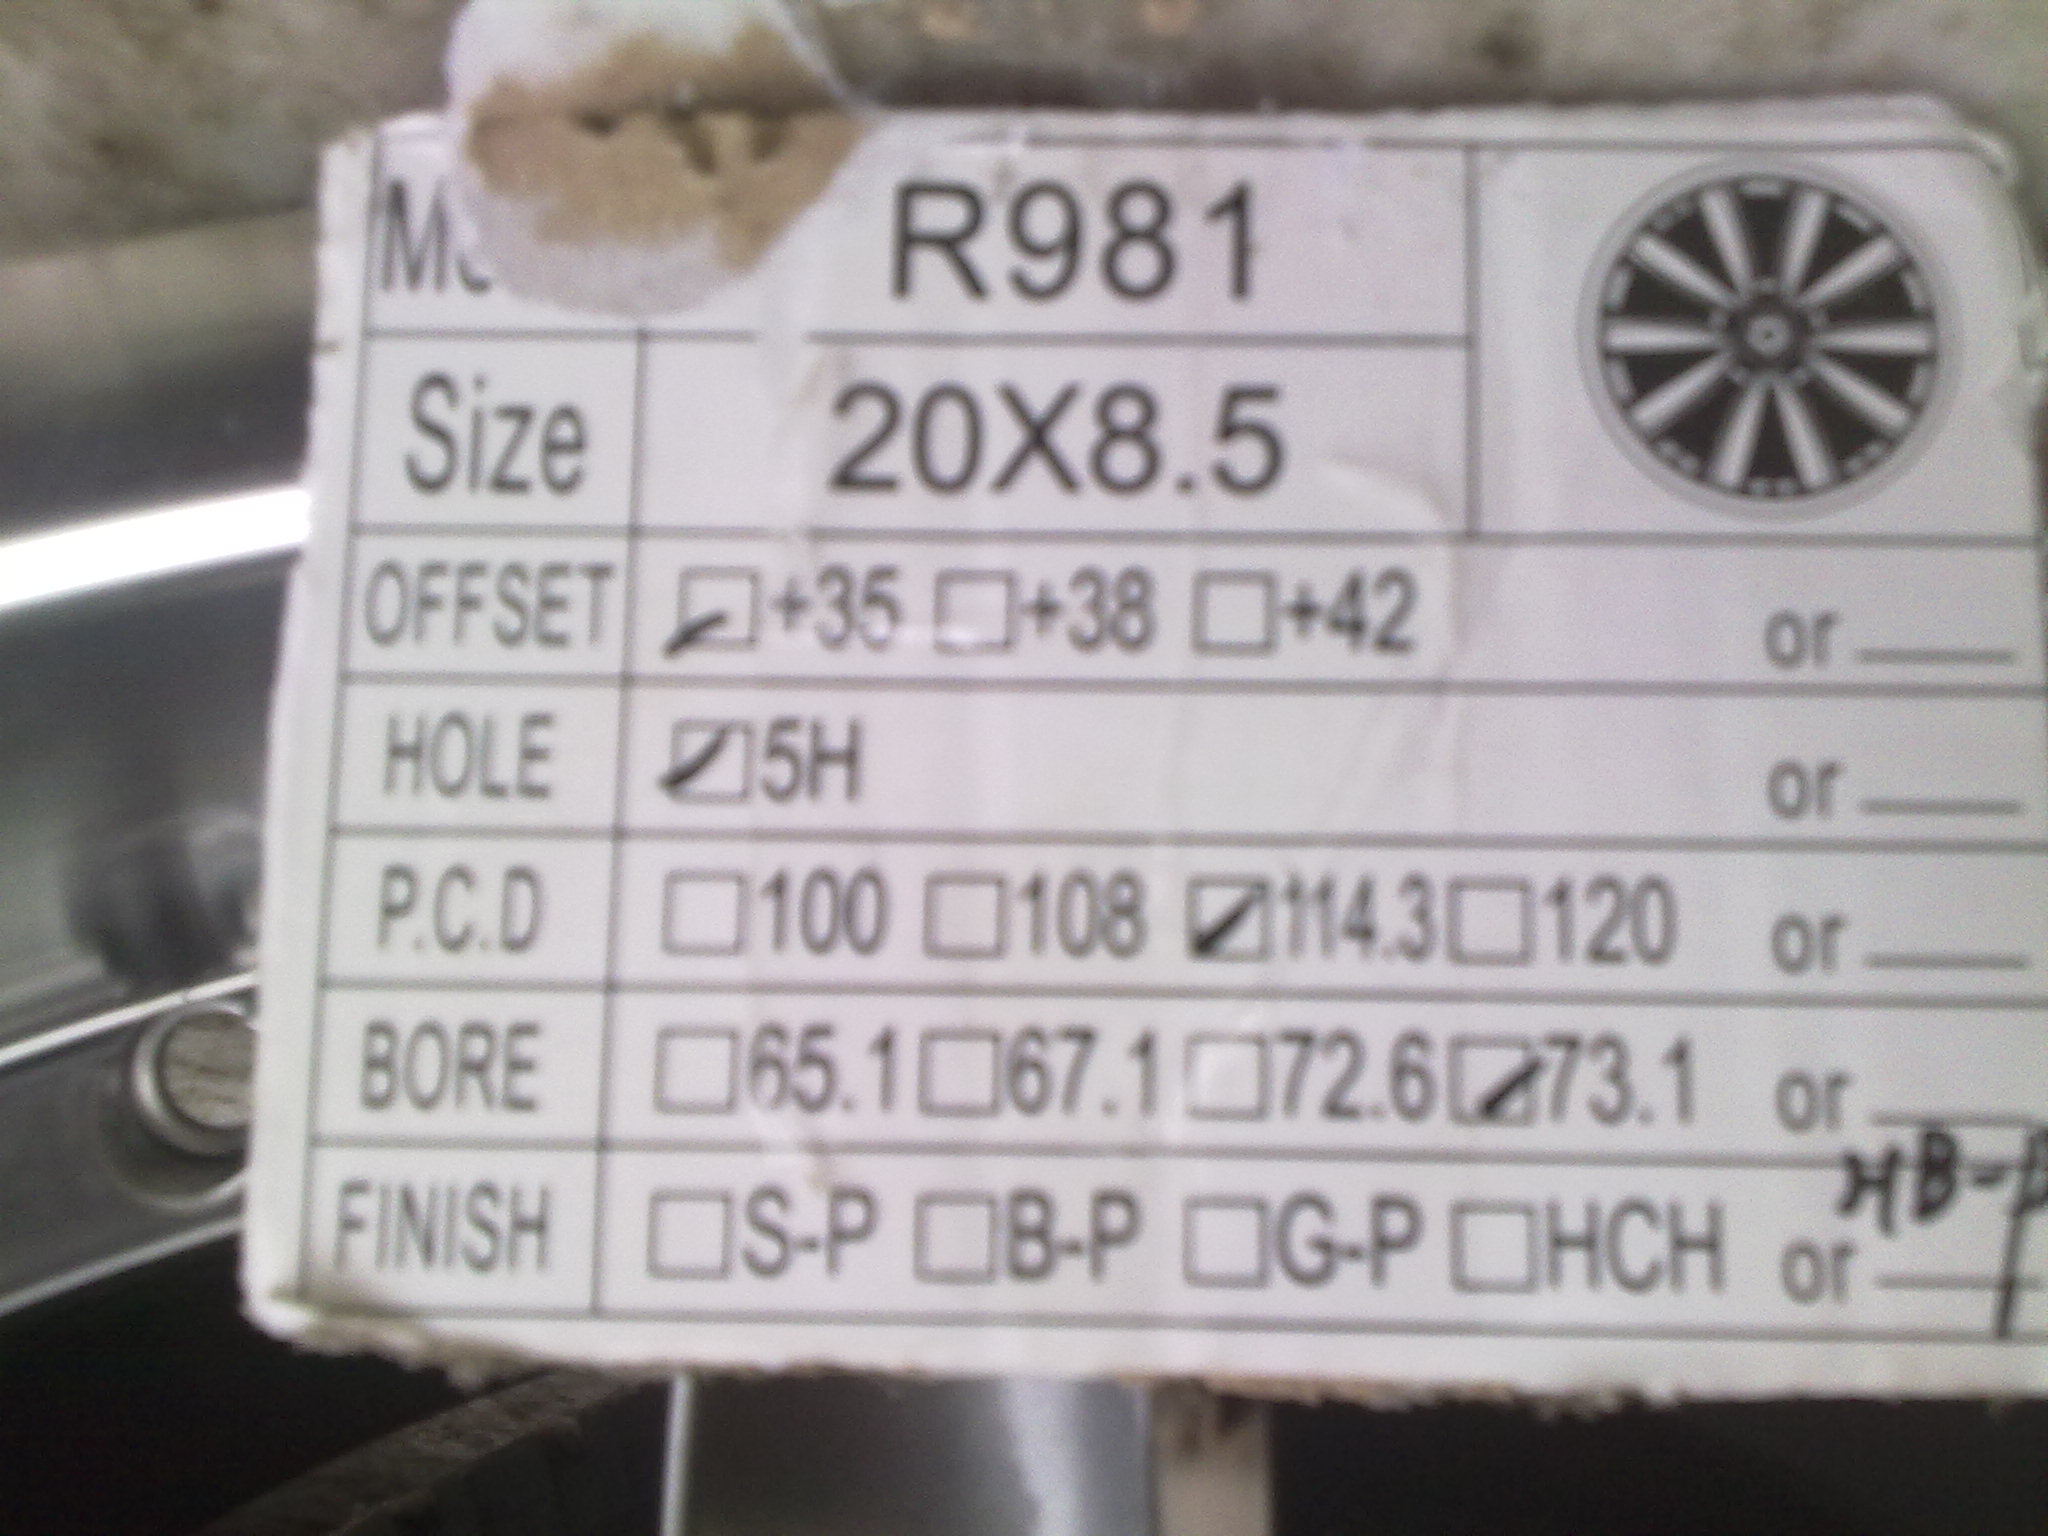 R981
Size 20X8.5
OFFSET +35 +38 +42 or
HOLE 5H or
P.C.D 100 108 114.3 120 or
BORE 65.1 67.1 72.6 73.1 or
FINISH S-P B-P G-P HCH or